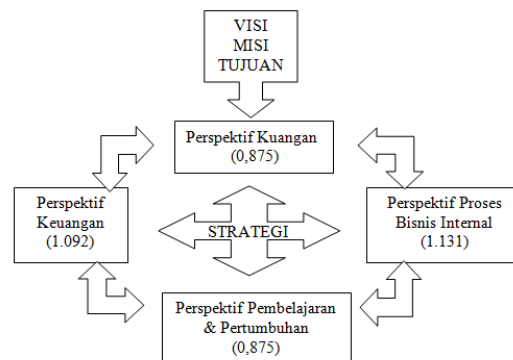 VISI
MISI
TUJUAN
Perspektif Kuangan
(0,875)
Perspektif
Keuangan
(1.092)
STRATEGI
Perspektif Proses
Bisnis Internal
(1.131)
Perspektif Pembelajaran
& Pertumbuhan
(0,875)